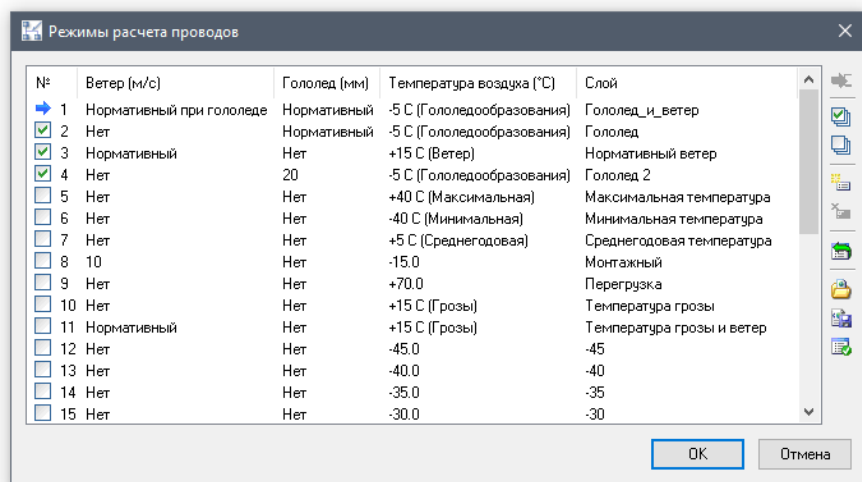 Режимы расчета проводов
№ Ветер (м/с) Гололед (мм) Температура воздуха (°С) Слой
1 Нормативный при гололеде Нормативный -5 С (Гололедообразования) Гололед_и_ветер
2 Нет Нормативный -5 С (Гололедообразования) Гололед
3 Нормативный Нет +15 С (Ветер) Нормативный ветер
4 Нет 20 -5 С (Гололедообразования) Гололед 2
5 Нет Нет +40 С (Максимальная) Максимальная температура
6 Нет Нет -40 С (Минимальная) Минимальная температура
7 Нет Нет +5 С (Среднегодовая) Среднегодовая температура
8 10 Нет -15.0 Монтажный
9 Нет Нет +70.0 Перегрузка
10 Нет Нет +15 С (Грозы) Температура грозы
11 Нормативный Нет +15 С (Грозы) Температура грозы и ветер
12 Нет Нет -45.0 -45
13 Нет Нет -40.0 -40
14 Нет Нет -35.0 -35
15 Нет Нет -30.0 -30
OK Отмена